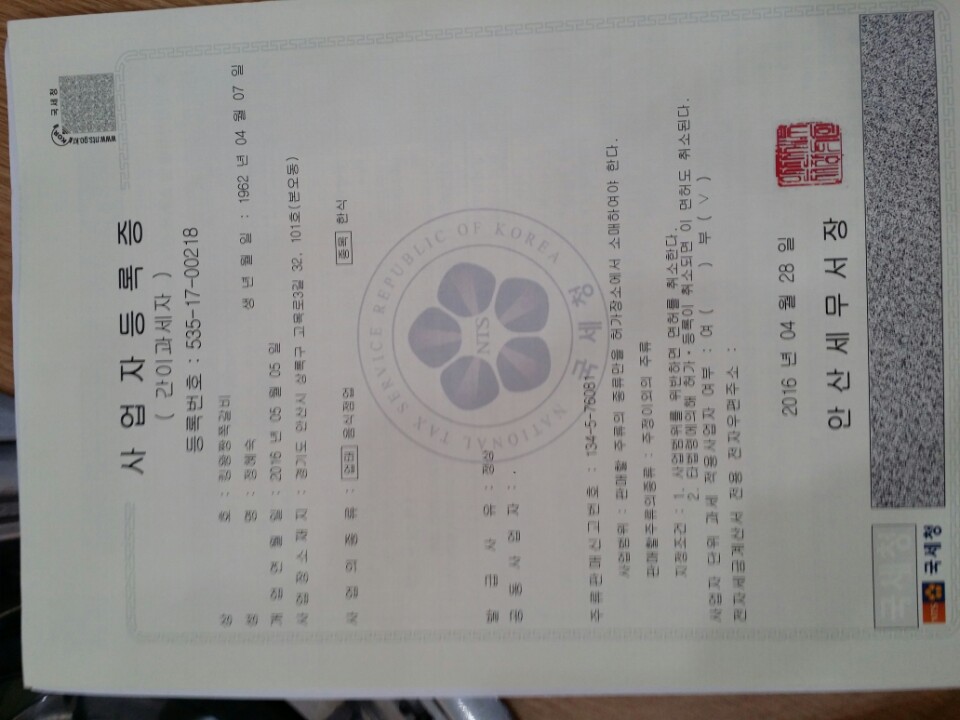 국세청
www.nts.go.kr
사업자등록증
( 간이과세자 )
등록번호 : 535-17-00218
상 호 : 킹왕짱쪽갈비
성 명 : 정혜숙 생년월일 : 1962 년 04 월 07 일
개업연월일 : 2016 년 05 월 05 일
사업장소재지 : 경기도 안산시 상록구 고목로3길 32, 101호(본오동)
사업의종류 : 업태 음식점업 종목 한식
NATIONAL TAX SERVICE REPUBLIC OF KOREA
NTS
국세청
발급사유 : 정상
공동사업자 : .
주류판매신고번호 : 134-5-76081
사업범위 : 판매할 주류의 종류만을 허가장소에서 소매하여야 한다.
판매할주류의종류 : 주정이외의 주류
지정조건 : 1. 사업범위를 위반하면 면허를 취소한다.
2. 타법령에의해 허가·등록이 취소되면 이 면허도 취소된다.
사업자 단위 과세 적용사업자 여부 : 여 ( ) 부 ( ∨ )
전자세금계산서 전용 전자우편주소 :
2016 년 04 월 28 일
안산세무서장
국세청
NTS 국세청